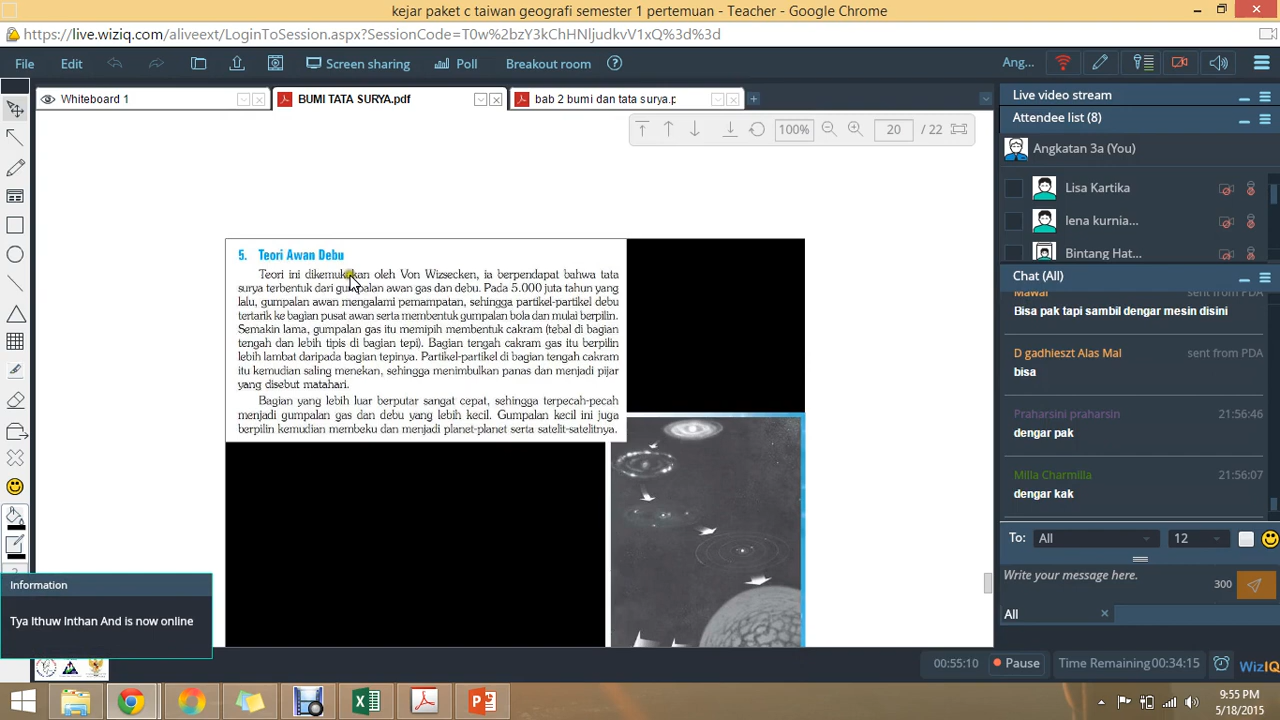 kejar paket c taiwan geografi semester 1 pertemuan - Teacher - Google Chrome
https://live.wiziq.com/aliveext/LoginToSession.aspx?SessionCode=T0w%2bzY3kChHNljudkvV1xQ%3d%3d
File Edit Screen sharing Poll Breakout room ? Ang...
Whiteboard 1
BUMI TATA SURYA.pdf
bab 2 bumi dan tata surya.p
100% 20 / 22
5. Teori Awan Debu
Teori ini dikemukakan oleh Von Wizsecken, ia berpendapat bahwa tata
surya terbentuk dari gumpalan awan gas dan debu. Pada 5.000 juta tahun yang
lalu, gumpalan awan mengalami pemampatan, sehingga partikel-partikel debu
tertarik ke bagian pusat awan serta membentuk gumpalan bola dan mulai berpilin.
Semakin lama, gumpalan gas itu memipih membentuk cakram (tebal di bagian
tengah dan lebih tipis di bagian tepi). Bagian tengah cakram gas itu berpilin
lebih lambat daripada bagian tepinya. Partikel-partikel di bagian tengah cakram
itu kemudian saling menekan, sehingga menimbulkan panas dan menjadi pijar
yang disebut matahari.
Bagian yang lebih luar berputar sangat cepat, sehingga terpecah-pecah
menjadi gumpalan gas dan debu yang lebih kecil. Gumpalan kecil ini juga
berpilin kemudian membeku dan menjadi planet-planet serta satelit-satelitnya.
Live video stream
Attendee list (8)
Angkatan 3a (You)
Lisa Kartika
lena kurnia...
Bintang Hat...
Chat (All)
Mawar sent from PDA
Bisa pak tapi sambil dengar mesin disini
D gadhieszt Alas Mal sent from PDA
bisa
Praharsini praharsin 21:56:46
dengar pak
Milla Charmilla 21:56:07
dengar kak
To: All 12
Write your message here. 300
All
Information
Tya Ithuw Inthan And is now online
00:55:10 Pause Time Remaining 00:34:15 WizIQ
9:55 PM
5/18/2015